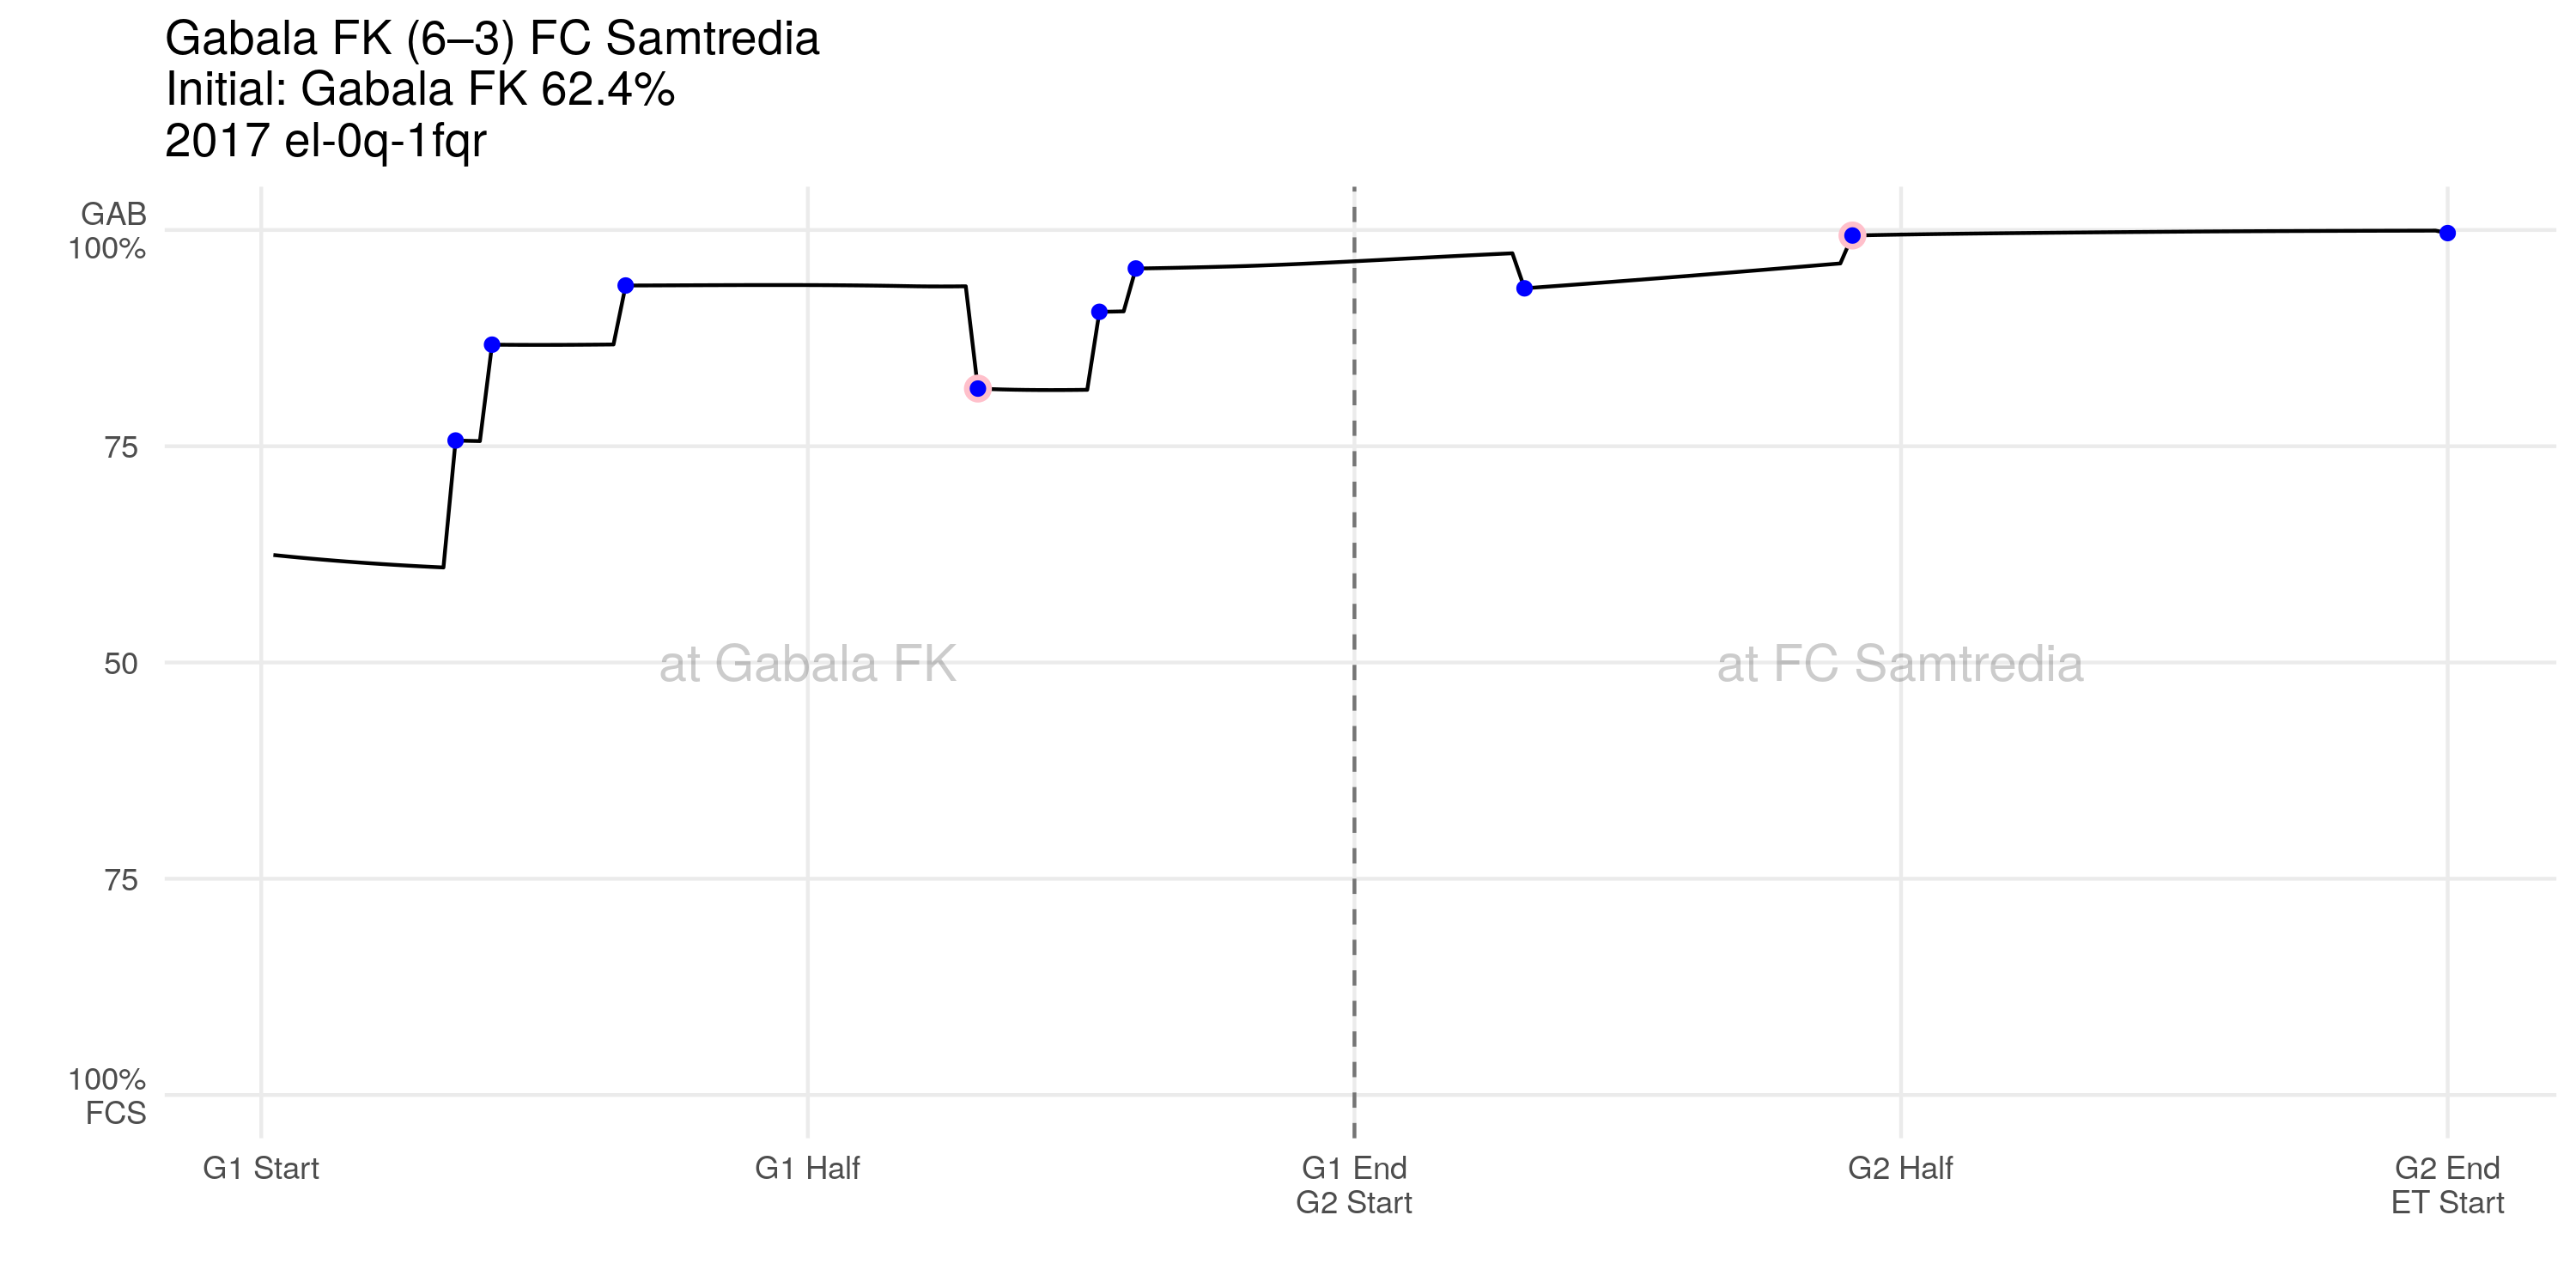 Gabala FK (6–3) FC Samtredia
Initial: Gabala FK 62.4%
2017 el-0q-1fqr
GAB
100%
75
50
75
100%
FCS
at Gabala FK
at FC Samtredia
G1 Start
G1 Half
G1 End
G2 Start
G2 Half
G2 End
ET Start